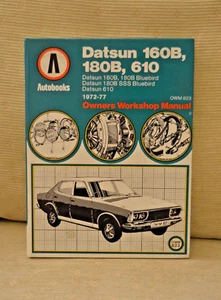 Datsun 160B,
180B, 610
Autobooks
Datsun 160B, 180B Bluebird
Datsun 180B SSS Bluebird
Datsun 610
1972-77
OWM 823
Owners Workshop Manual